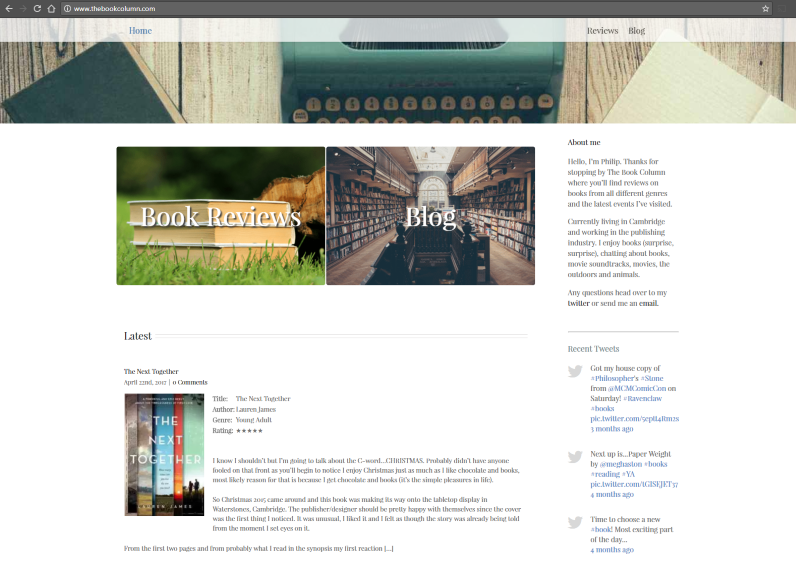 www.thebookcolumn.com
Home
Reviews
Blog
Book Reviews
Blog
About me
Hello, I'm Philip. Thanks for
stopping by The Book Column
where you'll find reviews on
books from all different genres
and the latest events I've visited.
Currently living in Cambridge
and working in the publishing
industry. I enjoy books (surprise,
surprise), chatting about books,
movie soundtracks, movies, the
outdoors and animals.
Any questions head over to my
twitter or send me an email.
Latest
The Next Together
April 22nd, 2017 | 0 Comments
THE
NEXT
TOGETHER
LAUREN JAMES
Title: The Next Together
Author: Lauren James
Genre: Young Adult
Rating: ★★★★★
I know I shouldn't but I'm going to talk about the C-word...CHRISTMAS. Probably didn't have anyone
fooled on that front as you'll begin to notice I enjoy Christmas just as much as I like chocolate and books,
most likely reason for that is because I get chocolate and books (it's the simple pleasures in life).
So Christmas 2015 came around and this book was making its way onto the tabletop display in
Waterstones, Cambridge. The publisher/designer should be pretty happy with themselves since the cover
was the first thing I noticed. It was unusual, I liked it and I felt as though the story was already being told
from the moment I set eyes on it.
From the first two pages and from probably what I read in the synopsis my first reaction [...]
Recent Tweets
Got my house copy of
#Philosopher's #Stone
from @MCMComicCon on
Saturday! #Ravenclaw
#books
3 months ago
Next up is...Paper Weight
by @meghaxton #books
#reading #YA
4 months ago
Time to choose a new
#book! Most exciting part
of the day...
4 months ago